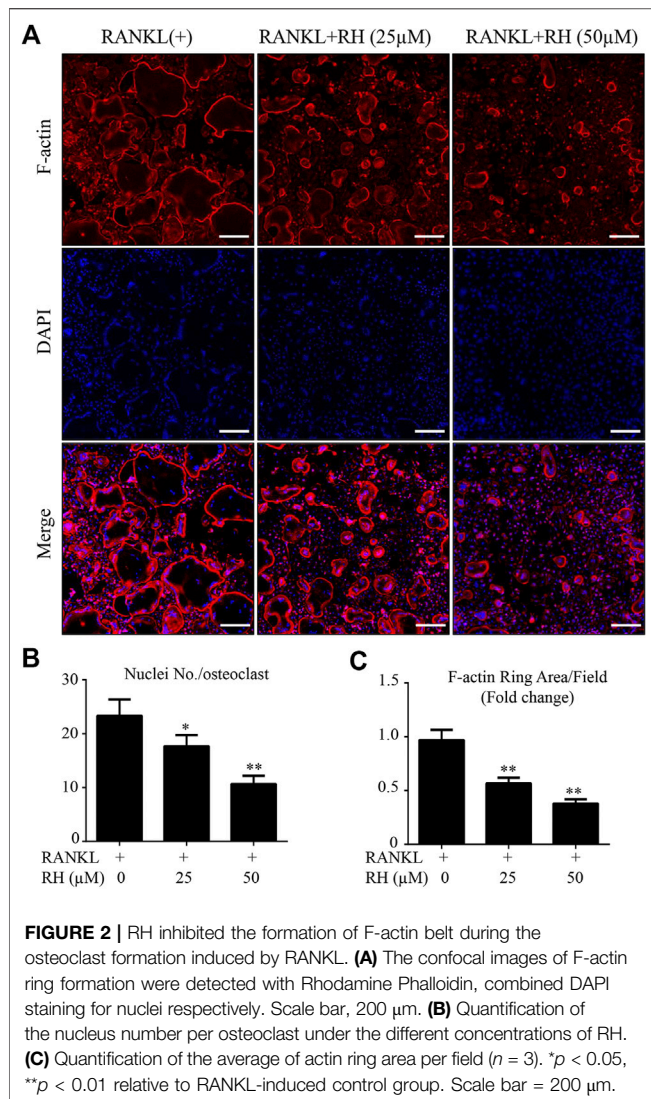 A
RANKL(+) RANKL+RH (25µM) RANKL+RH (50µM)
F-actin
DAPI
Merge
B
Nuclei No./osteoclast
30
20
10
0
*
**
RANKL + + +
RH (µM) 0 25 50
C
F-actin Ring Area/Field
(Fold change)
1.5
1.0
0.5
0
**
**
RANKL + + +
RH (µM) 0 25 50
FIGURE 2 | RH inhibited the formation of F-actin belt during the
osteoclast formation induced by RANKL. (A) The confocal images of F-actin
ring formation were detected with Rhodamine Phalloidin, combined DAPI
staining for nuclei respectively. Scale bar, 200 μm. (B) Quantification of
the nucleus number per osteoclast under the different concentrations of RH.
(C) Quantification of the average of actin ring area per field (n = 3). *p < 0.05,
**p < 0.01 relative to RANKL-induced control group. Scale bar = 200 μm.